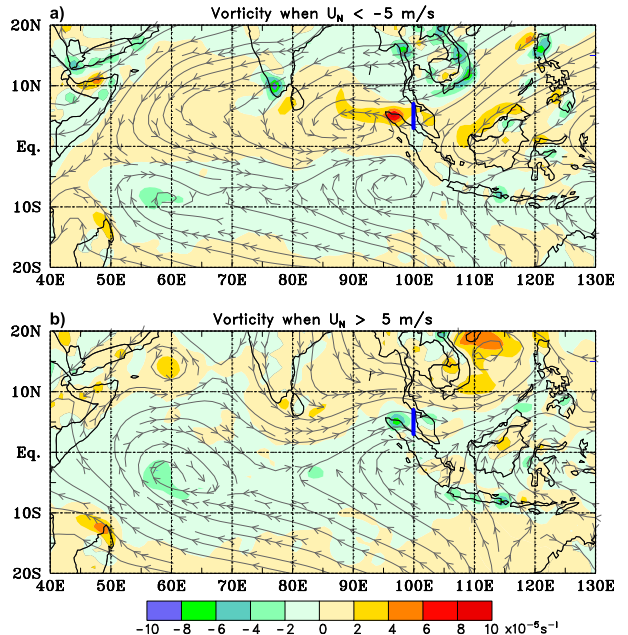 a) Vorticity when U_N < -5 m/s
20N
10N
Eq.
10S
20S
40E 50E 60E 70E 80E 90E 100E 110E 120E 130E
b) Vorticity when U_N > 5 m/s
20N
10N
Eq.
10S
20S
40E 50E 60E 70E 80E 90E 100E 110E 120E 130E
-10 -8 -6 -4 -2 0 2 4 6 8 10 x10⁻⁵s⁻¹